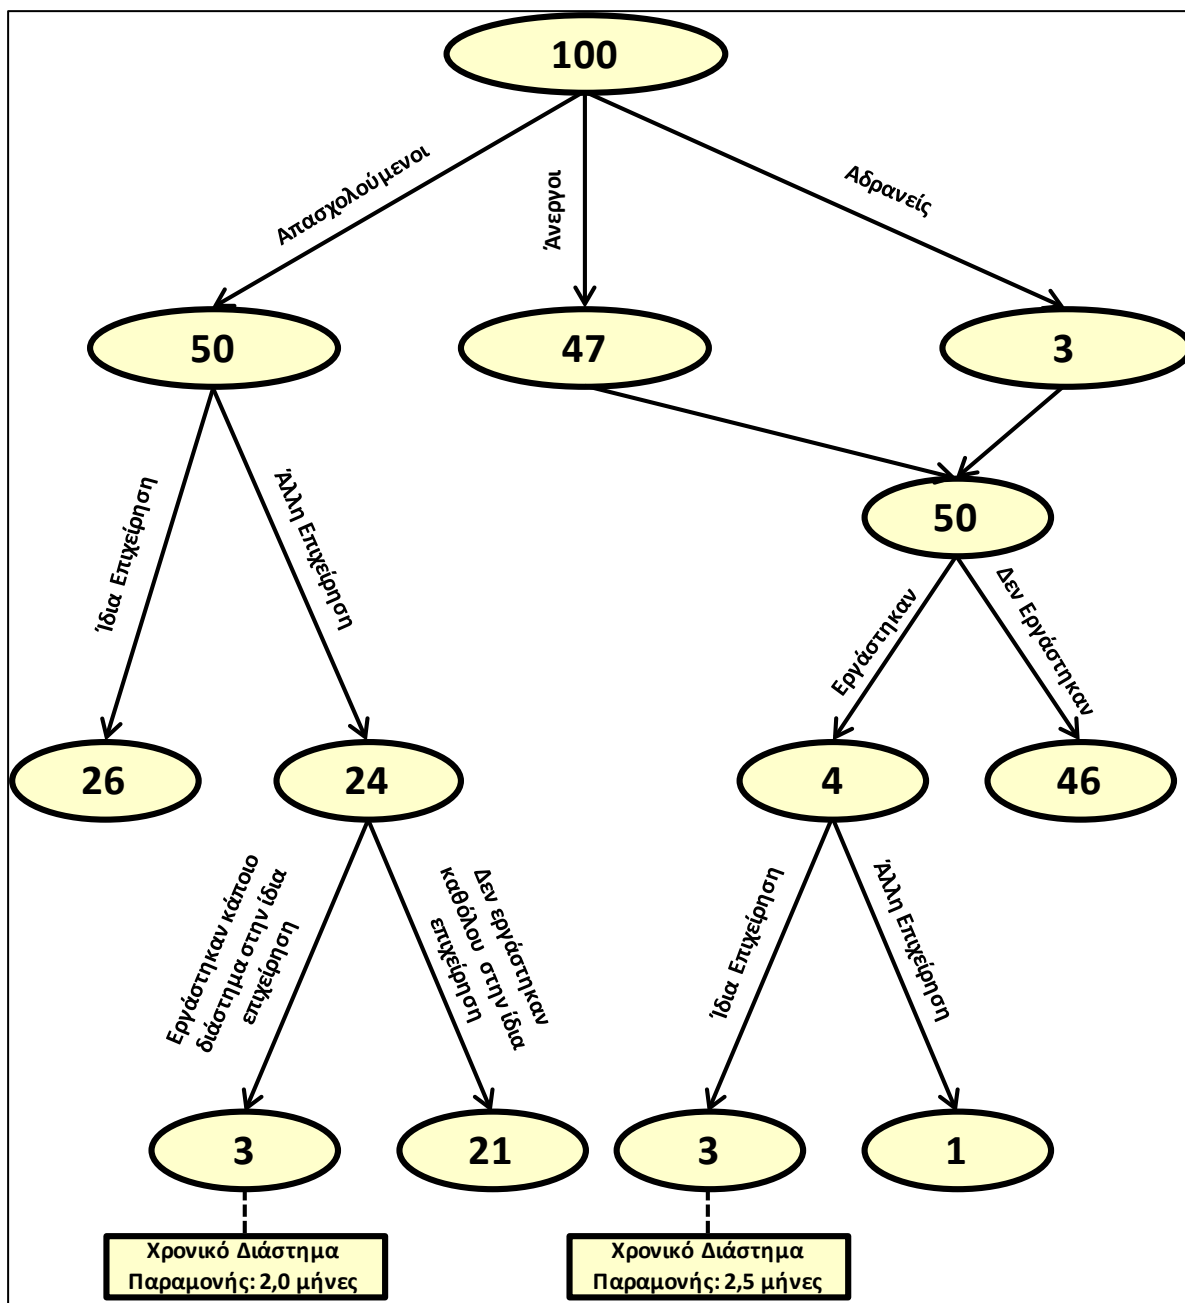 100
Απασχολούμενοι
Άνεργοι
Αδρανείς
50
47
3
50
Ίδια Επιχείρηση
Άλλη Επιχείρηση
Εργάστηκαν
Δεν Εργάστηκαν
26
24
4
46
Εργάστηκαν κάποιο
διάστημα στην ίδια
επιχείρηση
Δεν εργάστηκαν
καθόλου στην ίδια
επιχείρηση
Ίδια Επιχείρηση
Άλλη Επιχείρηση
3
21
3
1
Χρονικό Διάστημα
Παραμονής: 2,0 μήνες
Χρονικό Διάστημα
Παραμονής: 2,5 μήνες